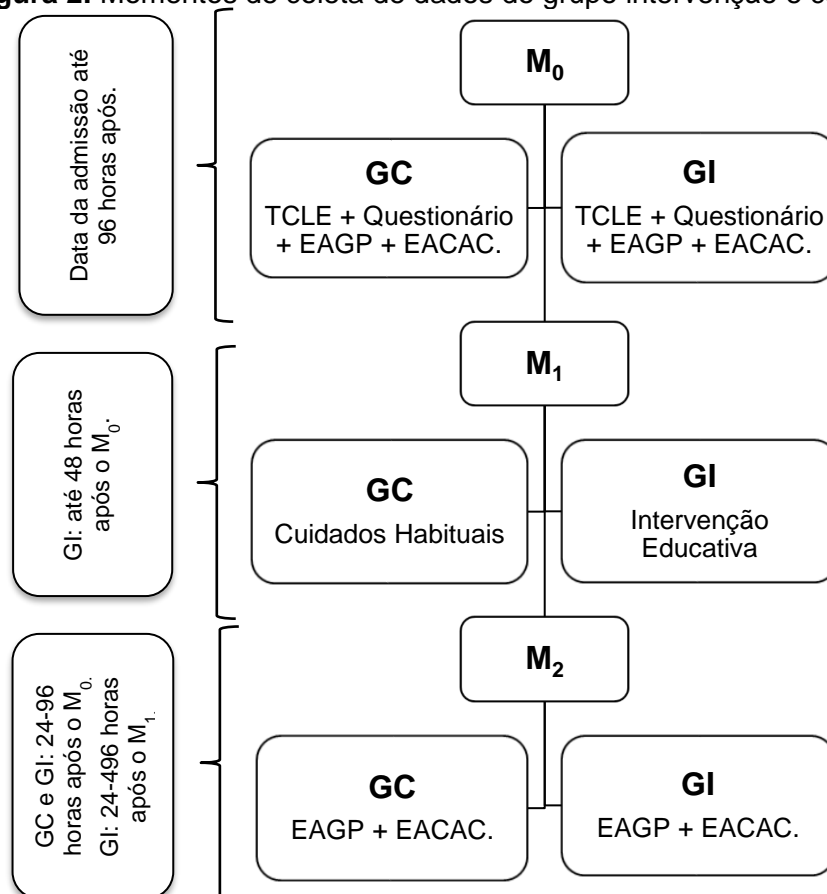 gura 2. Momentos de coleta de dados do grupo intervenção e c
Data da admissão até
96 horas após.
M0
GC
TCLE + Questionário
+ EAGP + EACAC.
GI
TCLE + Questionário
+ EAGP + EACAC.
GI: até 48 horas
após o M0.
M1
GC
Cuidados Habituais
GI
Intervenção
Educativa
GC e GI: 24-96
horas após o M0.
GI: 24-496 horas
após o M1.
M2
GC
EAGP + EACAC.
GI
EAGP + EACAC.